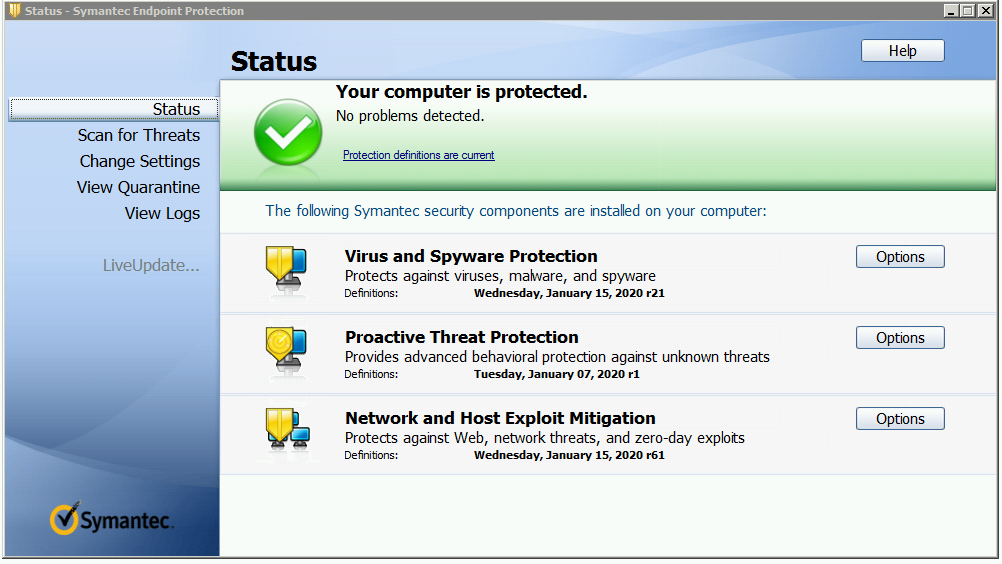 Status - Symantec Endpoint Protection
Status
Help
Status
Scan for Threats
Change Settings
View Quarantine
View Logs
LiveUpdate...
Symantec.
Your computer is protected.
No problems detected.
Protection definitions are current
The following Symantec security components are installed on your computer:
Virus and Spyware Protection
Protects against viruses, malware, and spyware
Definitions: Wednesday, January 15, 2020 r21
Options
Proactive Threat Protection
Provides advanced behavioral protection against unknown threats
Definitions: Tuesday, January 07, 2020 r1
Options
Network and Host Exploit Mitigation
Protects against Web, network threats, and zero-day exploits
Definitions: Wednesday, January 15, 2020 r61
Options